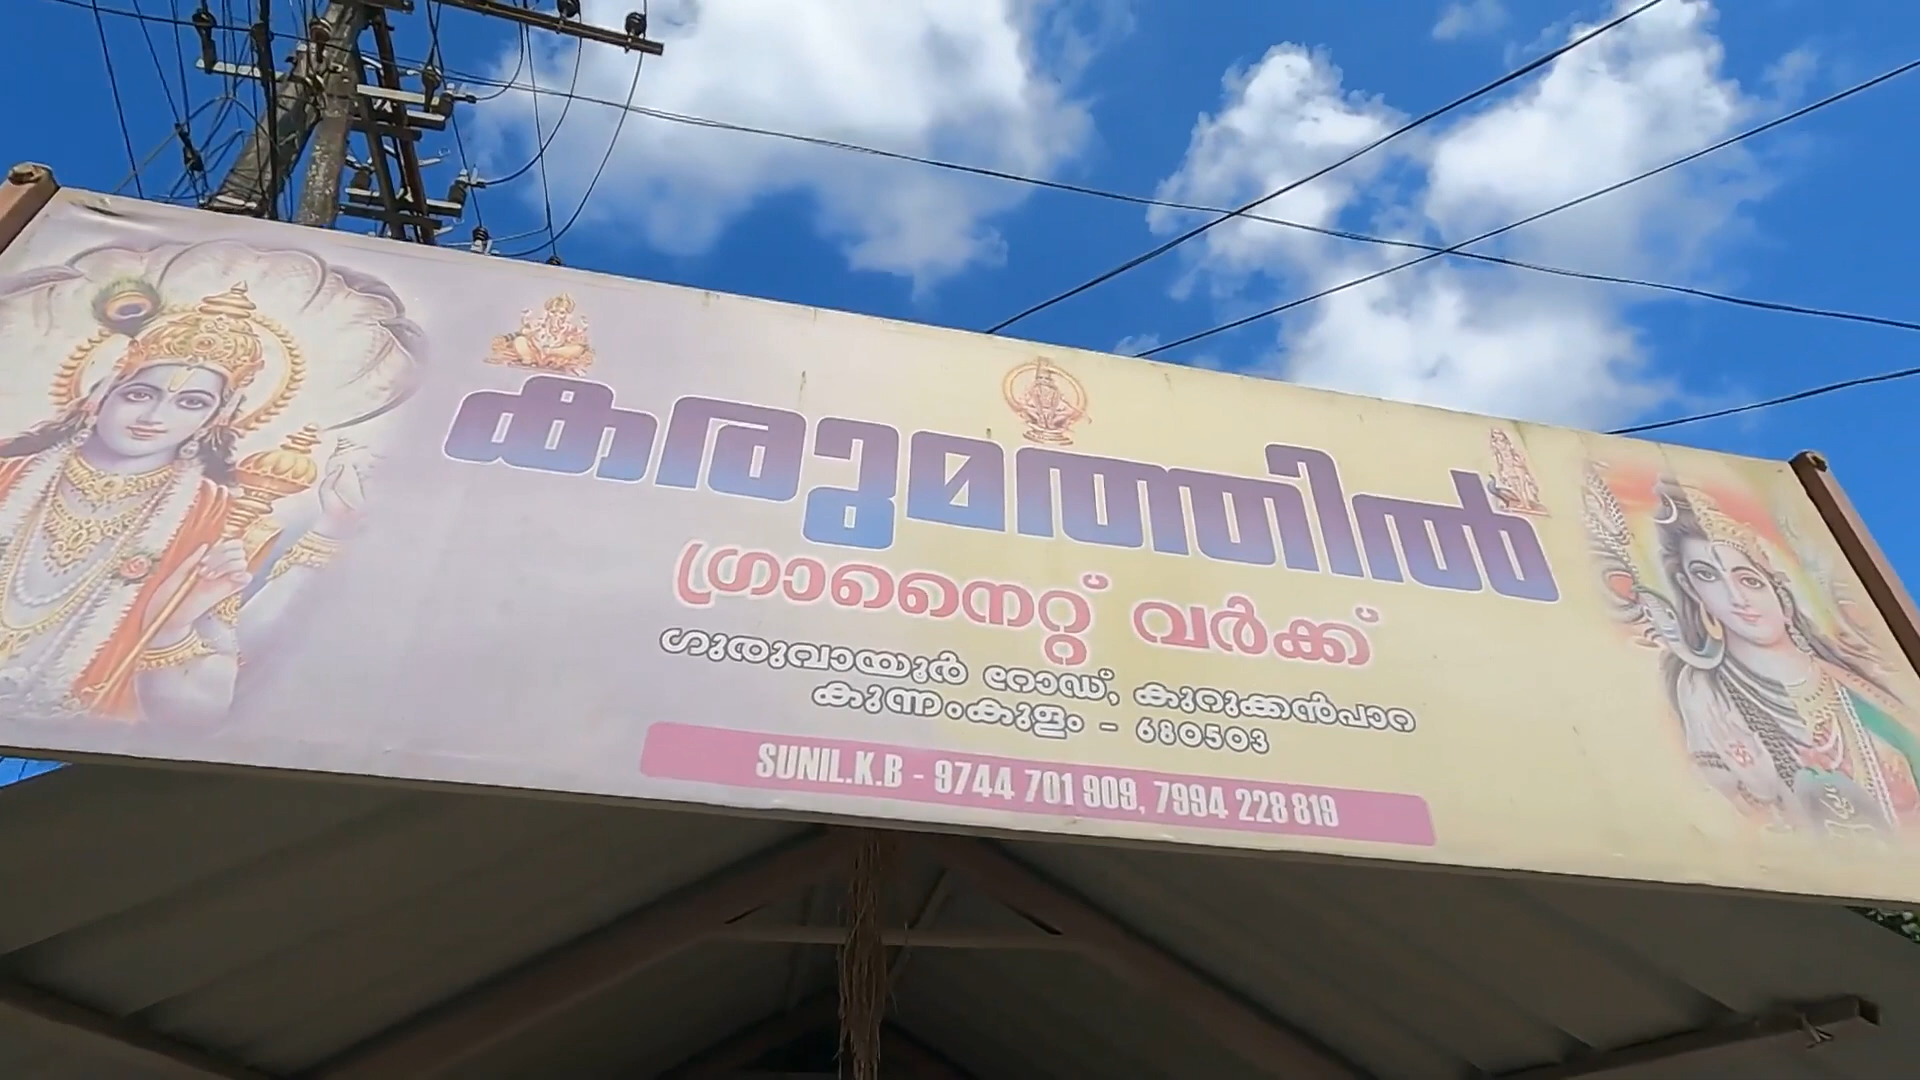 കരുമത്തിൽ
ഗ്രാനൈറ്റ് വർക്ക്
ഗുരുവായൂർ റോഡ്, കുറുക്കൻപാറ
കുന്നംകുളം - 680503
SUNIL.K.B - 9744 701 909, 7994 228 819